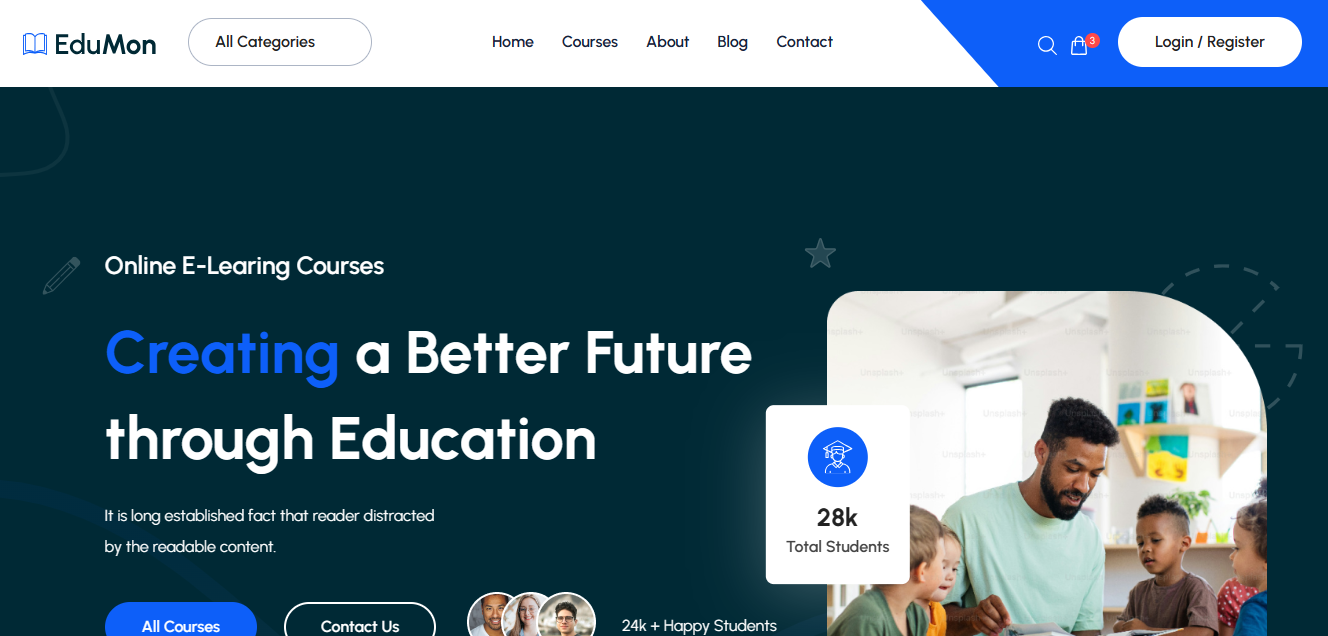 EduMon
All Categories
Home
Courses
About
Blog
Contact
3
Login / Register
Online E-Learing Courses
Creating a Better Future
through Education
28k
Total Students
It is long established fact that reader distracted
by the readable content.
All Courses
Contact Us
24k + Happy Students
Unsplash+